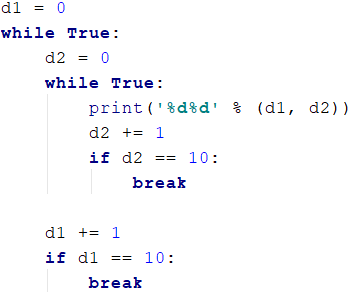 d1 = 0
while True:
    d2 = 0
    while True:
        print('%d%d' % (d1, d2))
        d2 += 1
        if d2 == 10:
            break

    d1 += 1
    if d1 == 10:
        break